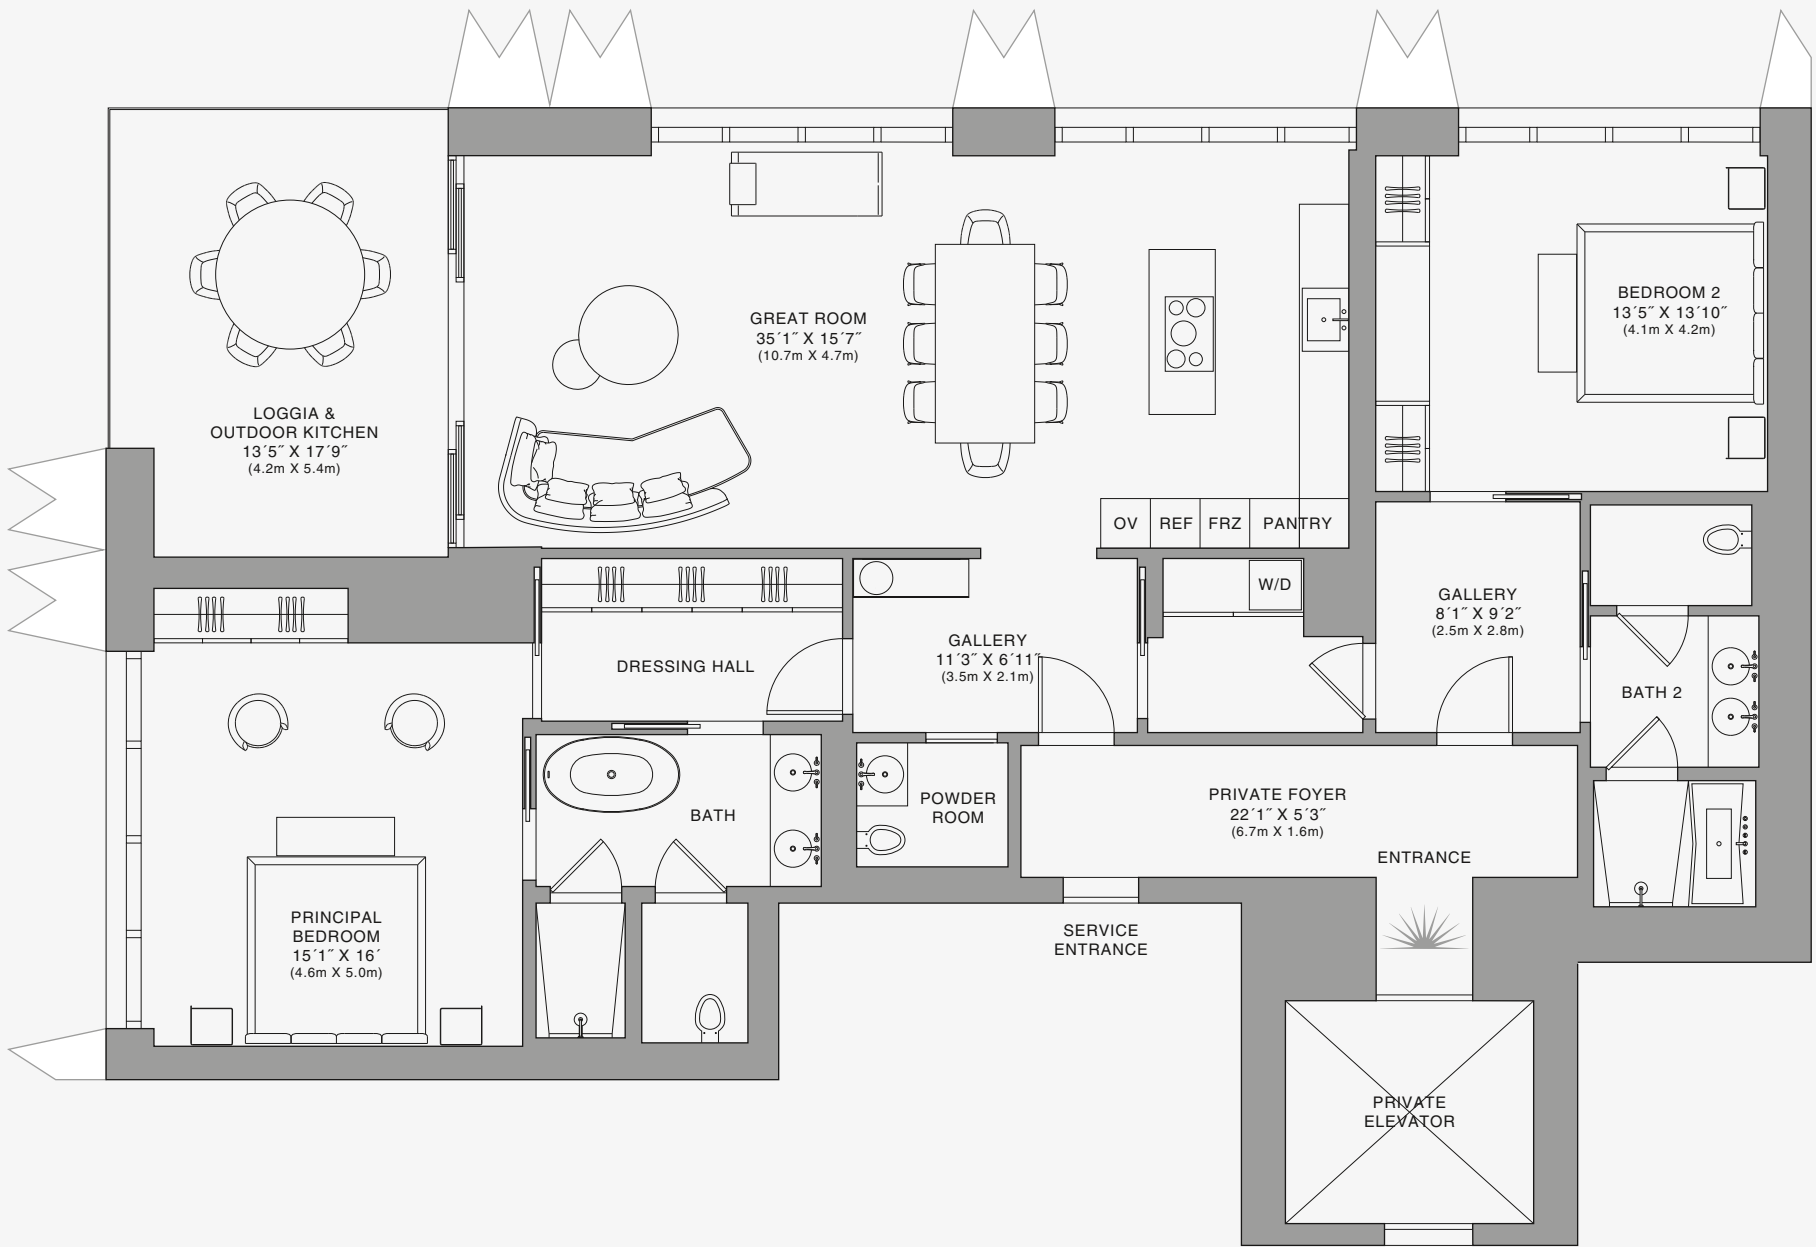 LOGGIA &
OUTDOOR KITCHEN
13´5˝ X 17´9˝
(4.2m X 5.4m)
GREAT ROOM
35´1˝ X 15´7˝
(10.7m X 4.7m)
BEDROOM 2
13´5˝ X 13´10˝
(4.1m X 4.2m)
OV
REF
FRZ
PANTRY
W/D
DRESSING HALL
GALLERY
11´3˝ X 6´11˝
(3.5m X 2.1m)
GALLERY
8´1˝ X 9´2˝
(2.5m X 2.8m)
BATH 2
BATH
POWDER
ROOM
PRIVATE FOYER
22´1˝ X 5´3˝
(6.7m X 1.6m)
ENTRANCE
PRINCIPAL
BEDROOM
15´1˝ X 16´
(4.6m X 5.0m)
SERVICE
ENTRANCE
PRIVATE
ELEVATOR